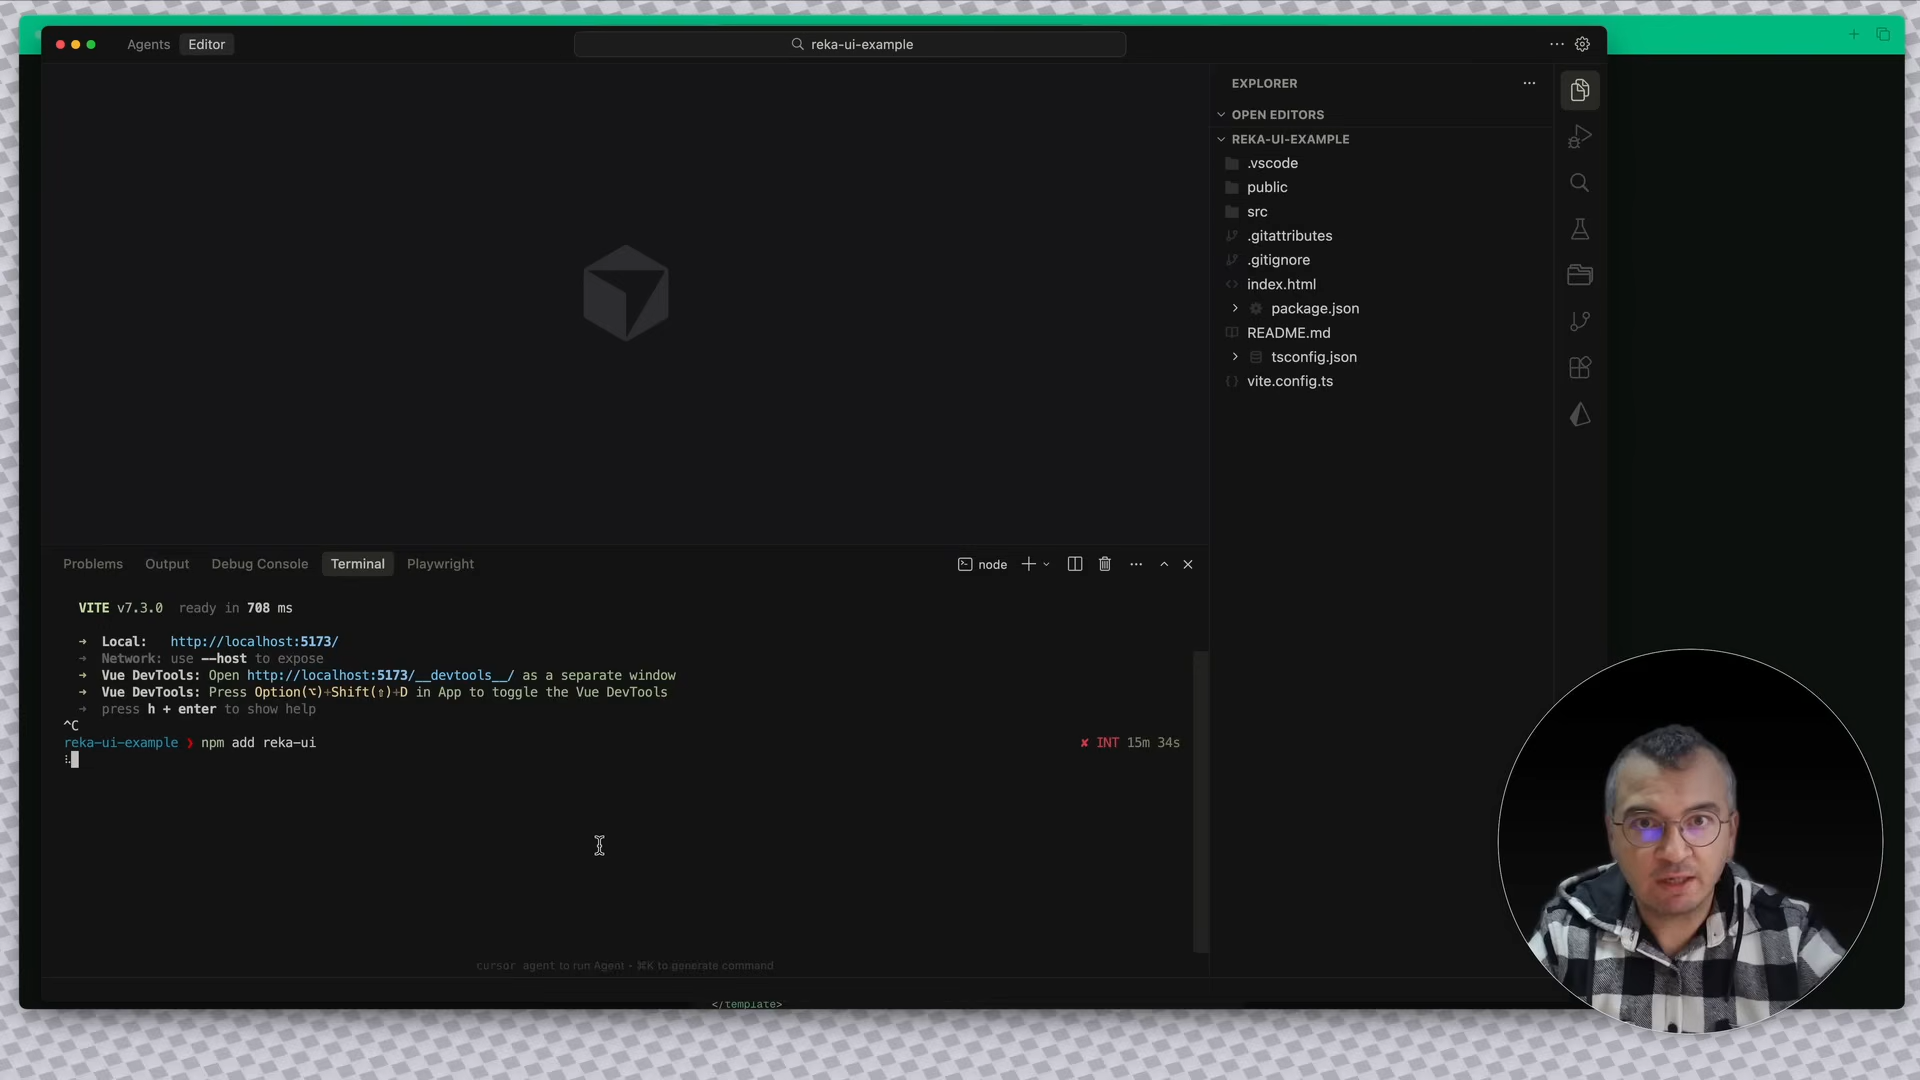 Agents Editor
reka-ui-example
EXPLORER
OPEN EDITORS
REKA-UI-EXAMPLE
.vscode
public
src
.gitattributes
.gitignore
index.html
package.json
README.md
tsconfig.json
vite.config.ts
Problems Output Debug Console Terminal Playwright
node
VITE v7.3.0 ready in 708 ms
➜ Local: http://localhost:5173/
➜ Network: use --host to expose
➜ Vue DevTools: Open http://localhost:5173/__devtools__/ as a separate window
➜ Vue DevTools: Press Option(⌥)+Shift(⇧)+D in App to toggle the Vue DevTools
➜ press h + enter to show help
^C
reka-ui-example ❯ npm add reka-ui ✘ INT 15m 34s
cursor agent to run Agent · ⌘K to generate command
</template>